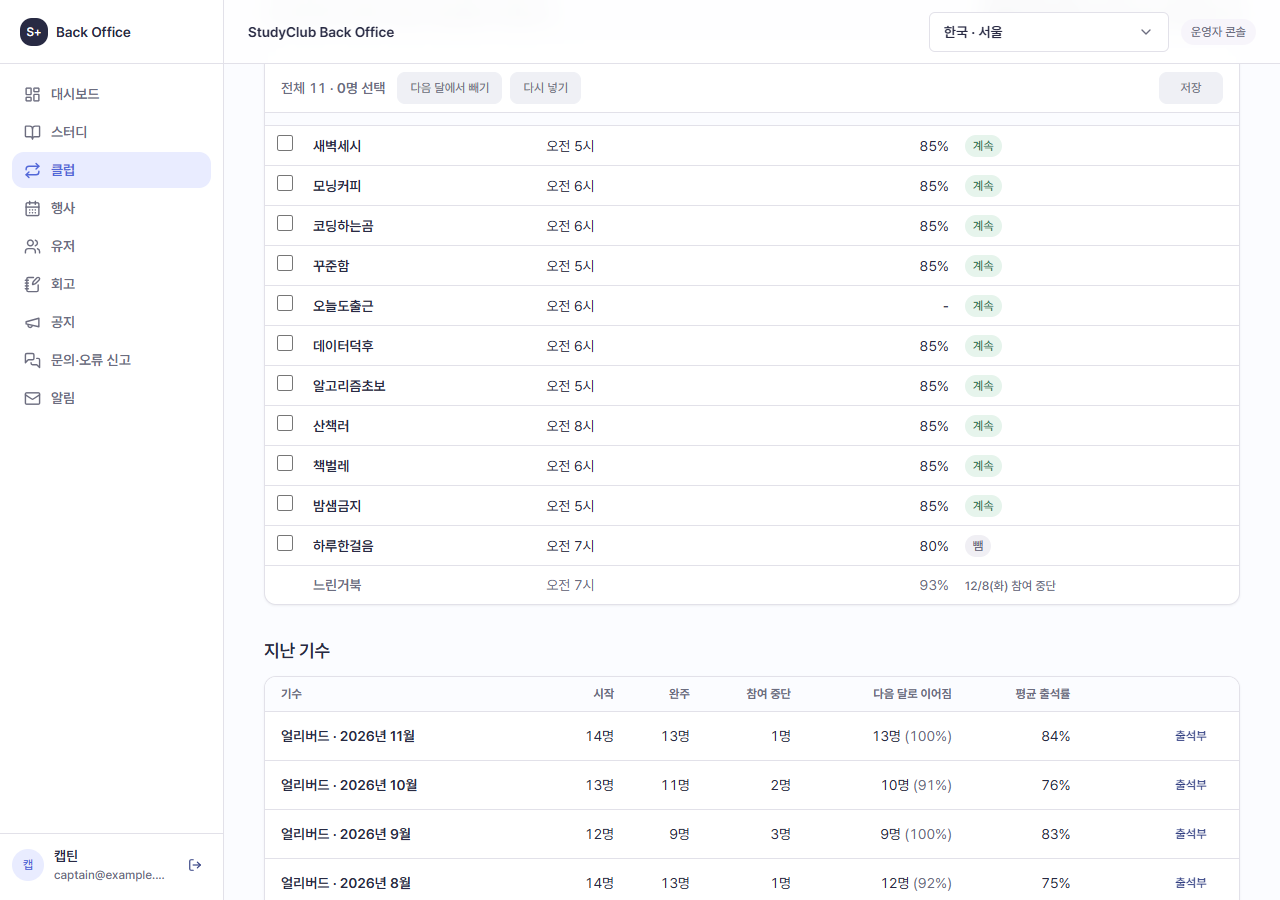 S+ Back Office
StudyClub Back Office
한국 · 서울
운영자 콘솔
대시보드
스터디
클럽
행사
유저
회고
공지
문의·오류 신고
알림
캡
캡틴
captain@example....
전체 11 · 0명 선택 다음 달에서 빼기 다시 넣기 저장
새벽세시 오전 5시 85% 계속
모닝커피 오전 6시 85% 계속
코딩하는곰 오전 6시 85% 계속
꾸준함 오전 5시 85% 계속
오늘도출근 오전 6시 - 계속
데이터덕후 오전 6시 85% 계속
알고리즘초보 오전 5시 85% 계속
산책러 오전 8시 85% 계속
책벌레 오전 6시 85% 계속
밤샘금지 오전 5시 85% 계속
하루한걸음 오전 7시 80% 뺌
느린거북 오전 7시 93% 12/8(화) 참여 중단
지난 기수
기수 시작 완주 참여 중단 다음 달로 이어짐 평균 출석률
얼리버드 · 2026년 11월 14명 13명 1명 13명 (100%) 84% 출석부
얼리버드 · 2026년 10월 13명 11명 2명 10명 (91%) 76% 출석부
얼리버드 · 2026년 9월 12명 9명 3명 9명 (100%) 83% 출석부
얼리버드 · 2026년 8월 14명 13명 1명 12명 (92%) 75% 출석부